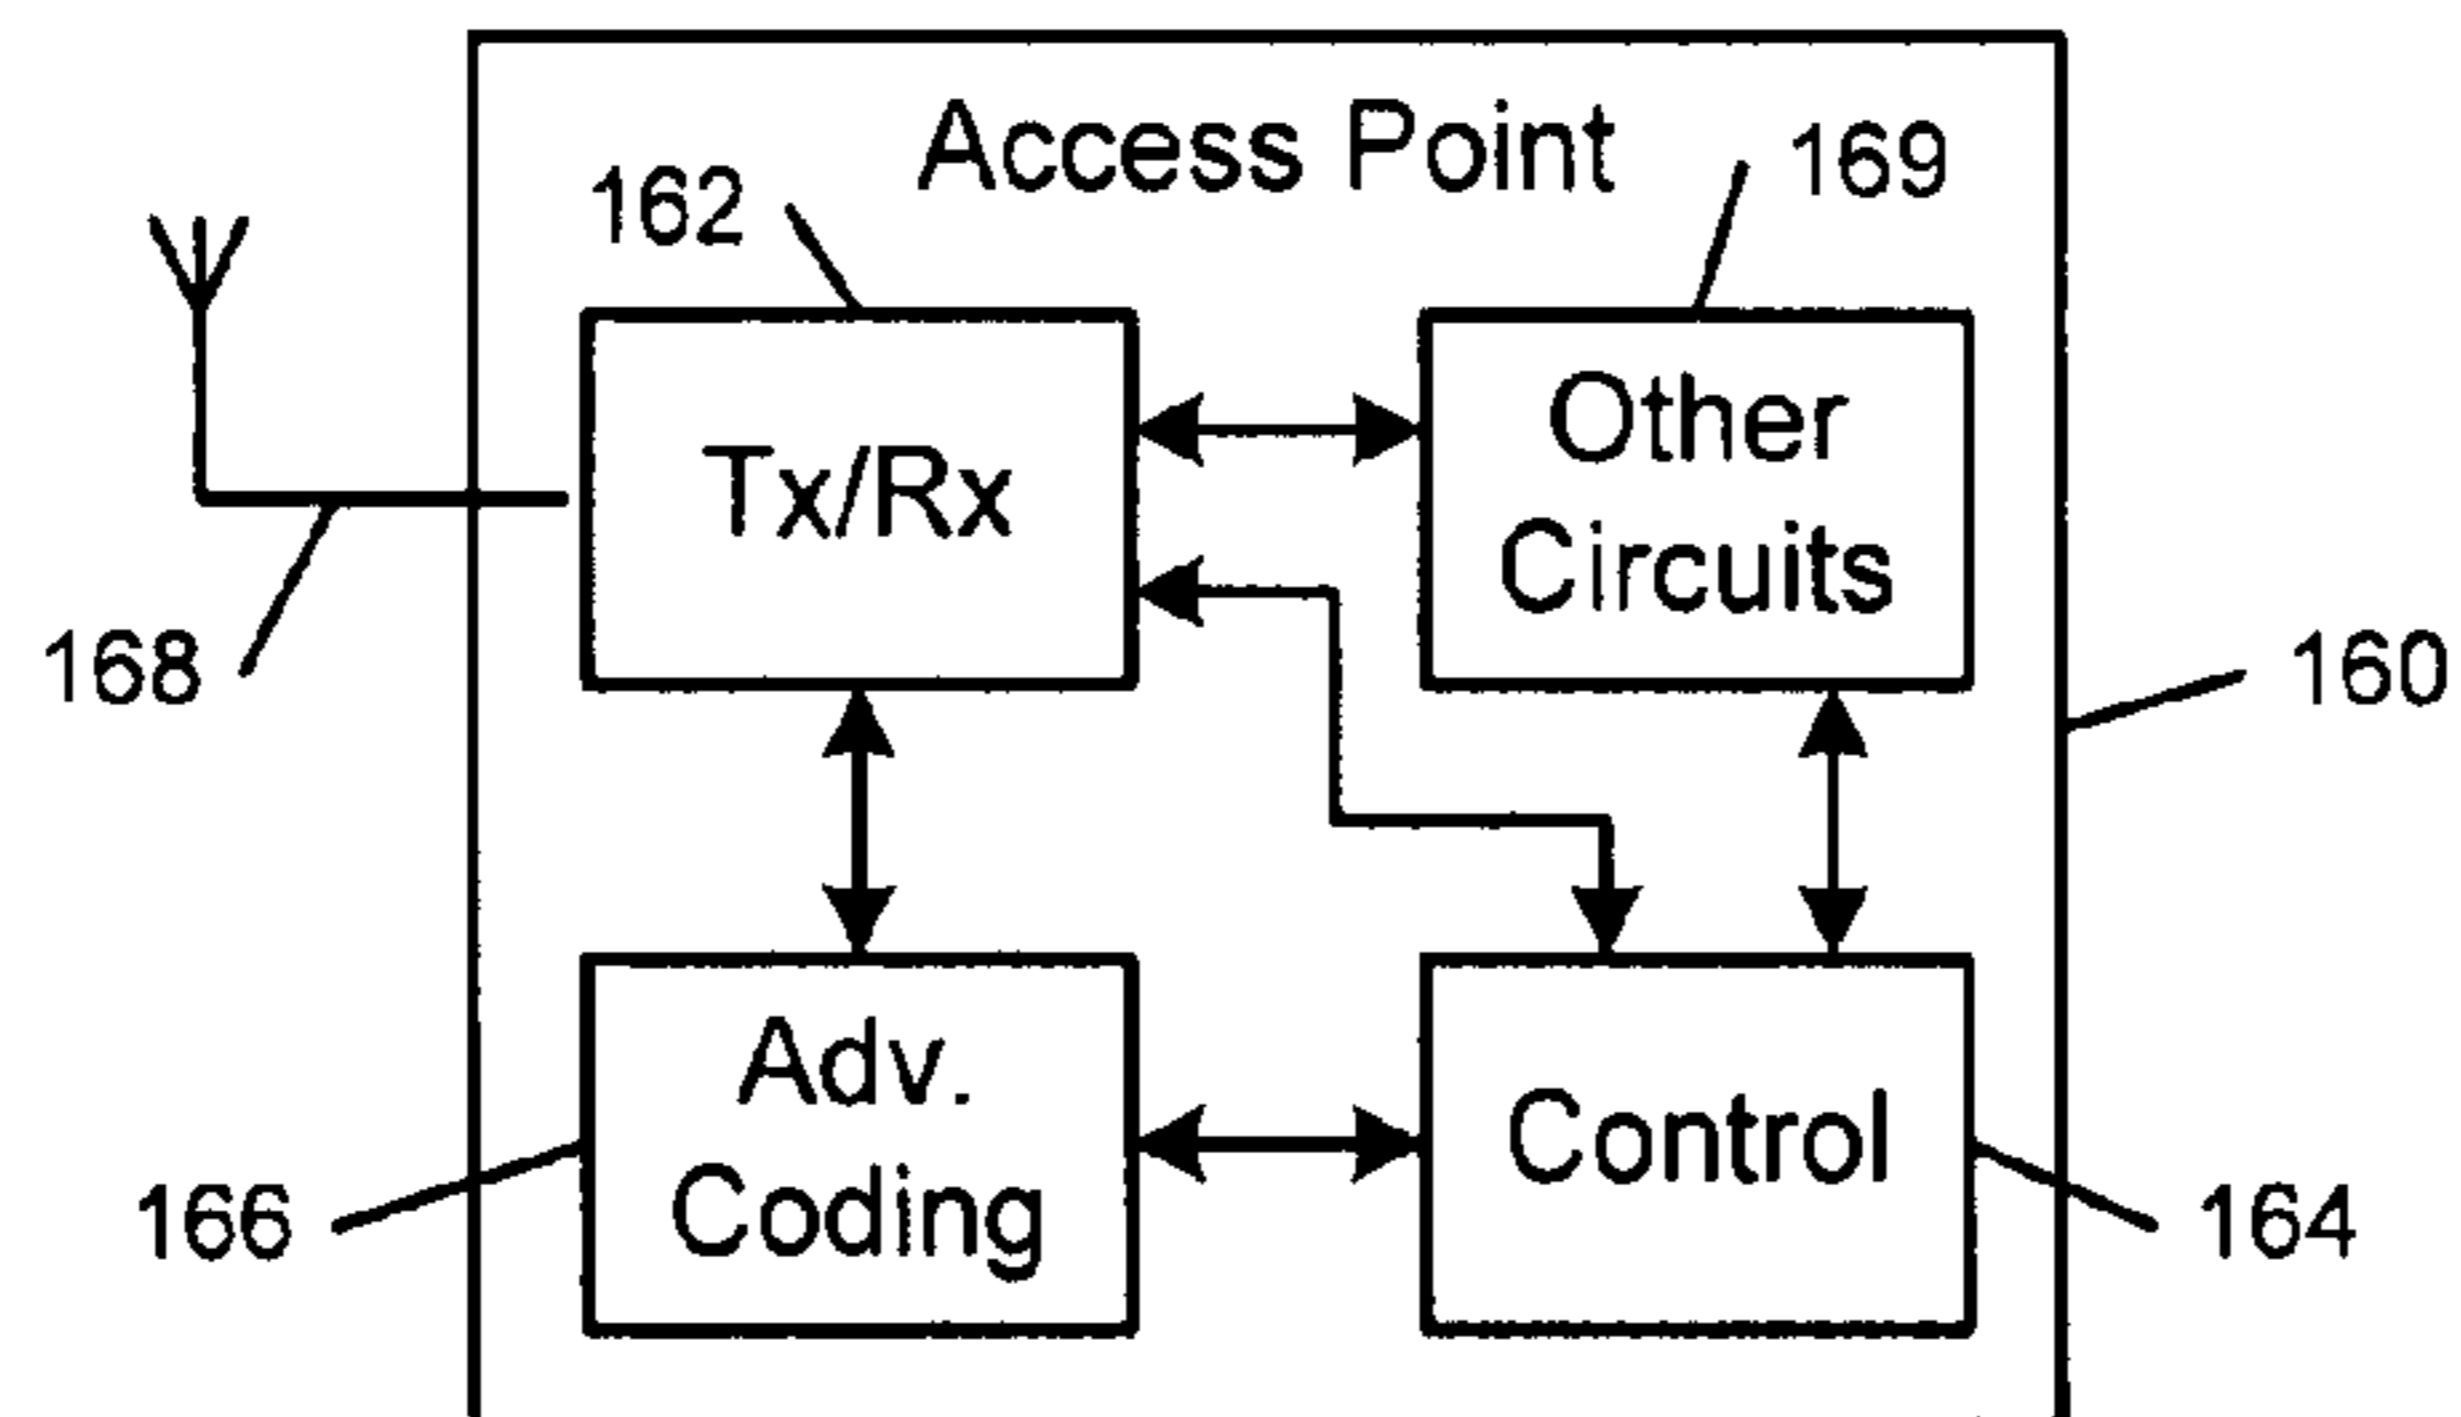 Access Point
162
169
Tx/Rx
Other
Circuits
168
160
Adv.
Coding
Control
166
164